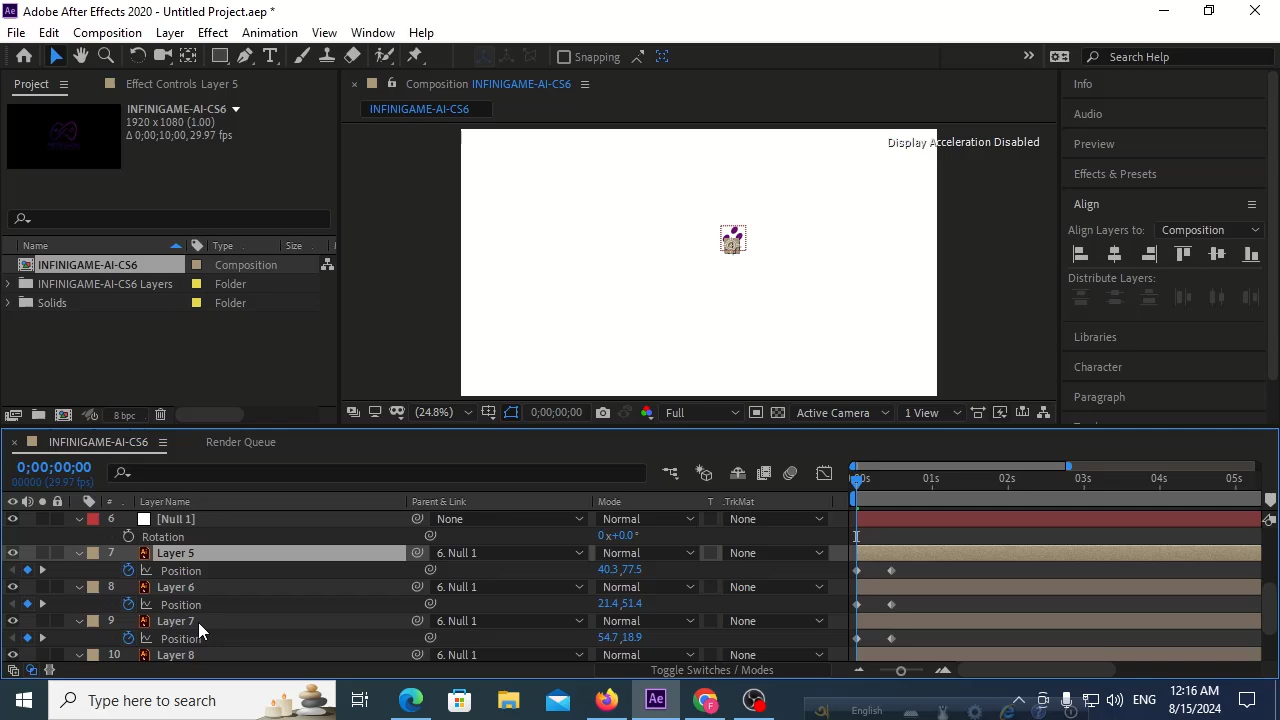 Adobe After Effects 2020 - Untitled Project.aep *
File Edit Composition Layer Effect Animation View Window Help
Snapping
Search Help
Project
Effect Controls Layer 5
Composition INFINIGAME-AI-CS6
Info
INFINIGAME-AI-CS6
1920 x 1080 (1.00)
Δ 0;00;10;00, 29.97 fps
INFINIGAME-AI-CS6
Audio
Display Acceleration Disabled
Preview
Effects & Presets
Align
Align Layers to: Composition
Name Type Size
INFINIGAME-AI-CS6 Composition
INFINIGAME-AI-CS6 Layers Folder
Solids Folder
Distribute Layers:
Libraries
Character
Paragraph
8 bpc
(24.8%) 0;00;00;00 Full Active Camera 1 View
INFINIGAME-AI-CS6
Render Queue
0;00;00;00
00000 (29.97 fps)
01s 02s 03s 04s 05s
# Layer Name Parent & Link Mode T .TrkMat
6 [Null 1] None Normal None
Rotation 0 x+0.0 °
7 Layer 5 6. Null 1 Normal None
Position 40.3,77.5
8 Layer 6 6. Null 1 Normal None
Position 21.4,51.4
9 Layer 7 6. Null 1 Normal None
Position 54.7,18.9
10 Layer 8 6. Null 1 Normal None
Toggle Switches / Modes
Type here to search
English
ENG
12:16 AM
8/15/2024